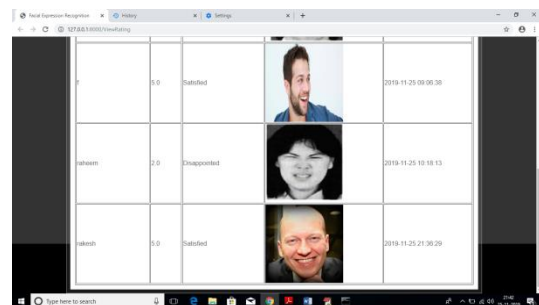 Facial Expression Recognition
History
Settings
127.0.0.1:8000/ViewRating
f
5.0
Satisfied
2019-11-25 09:06:38
raheem
2.0
Disappointed
2019-11-25 10:18:13
rakesh
5.0
Satisfied
2019-11-25 21:36:29
Type here to search
21:42